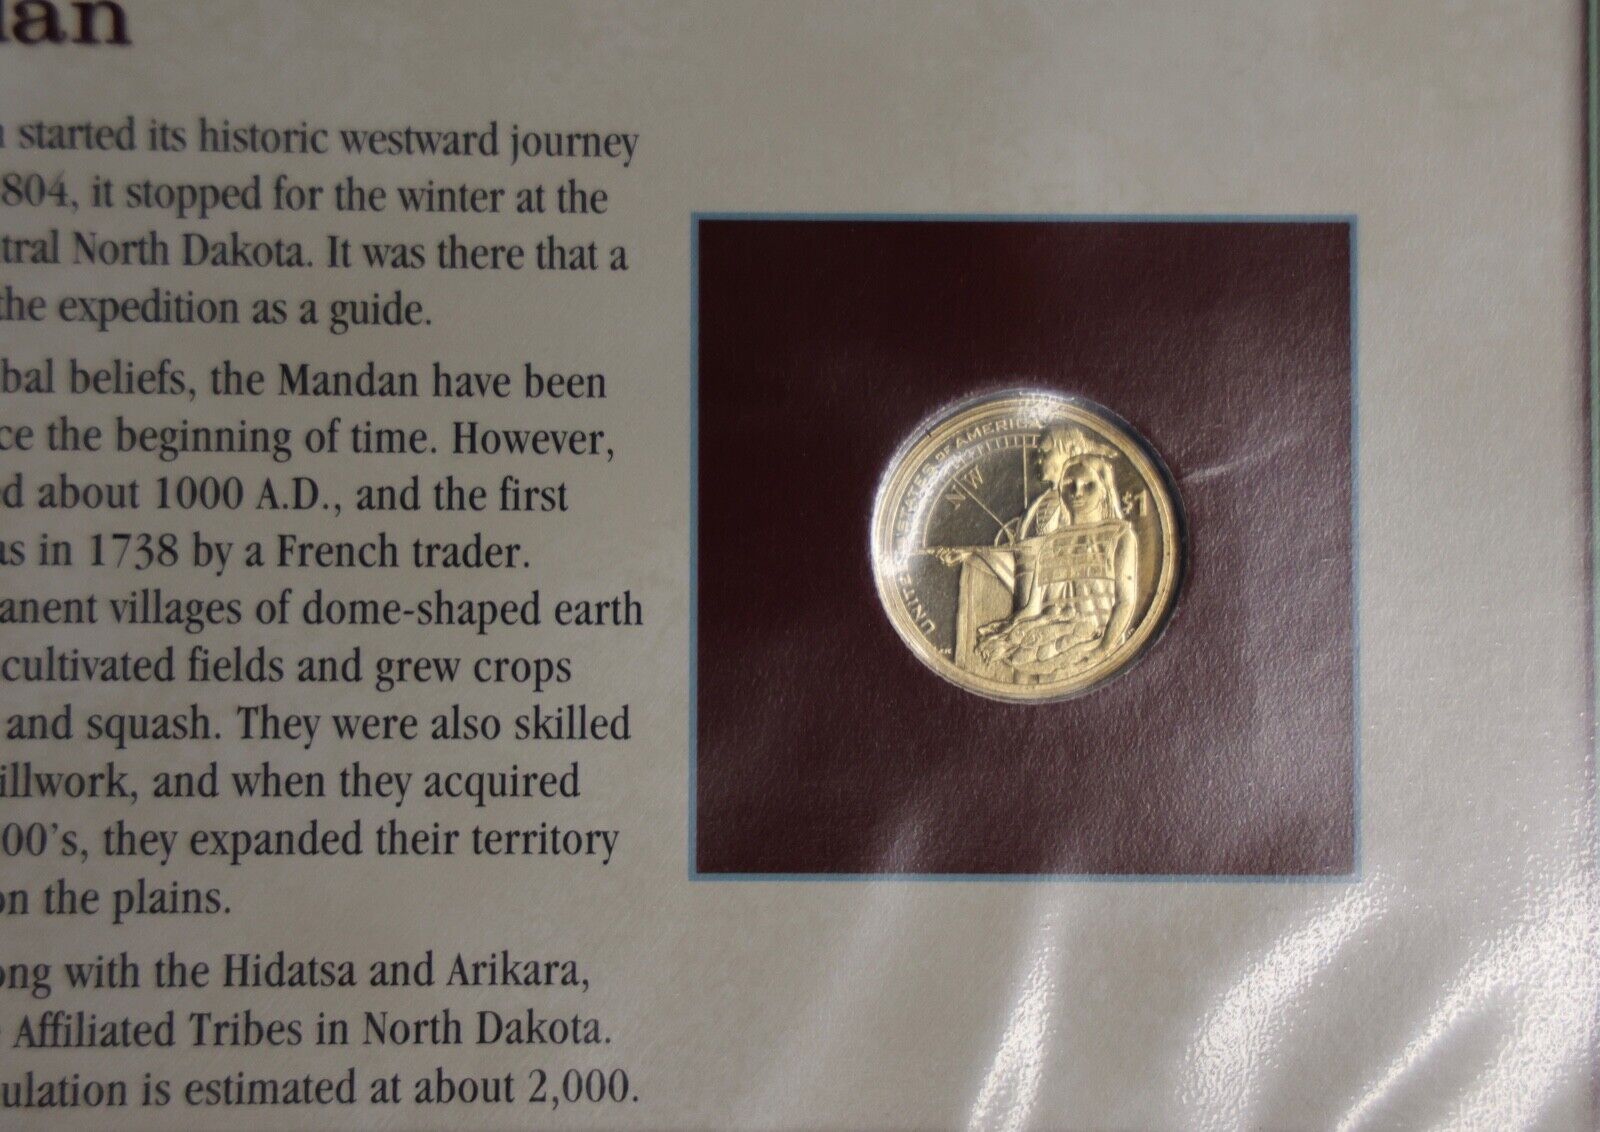 started its historic westward journey
804, it stopped for the winter at the
tral North Dakota. It was there that a
the expedition as a guide.
bal beliefs, the Mandan have been
ce the beginning of time. However,
d about 1000 A.D., and the first
as in 1738 by a French trader.
anent villages of dome-shaped earth
cultivated fields and grew crops
and squash. They were also skilled
illwork, and when they acquired
00's, they expanded their territory
on the plains.
ong with the Hidatsa and Arikara,
Affiliated Tribes in North Dakota.
ulation is estimated at about 2,000.
UNITED STATES OF AMERICA
N W
$1